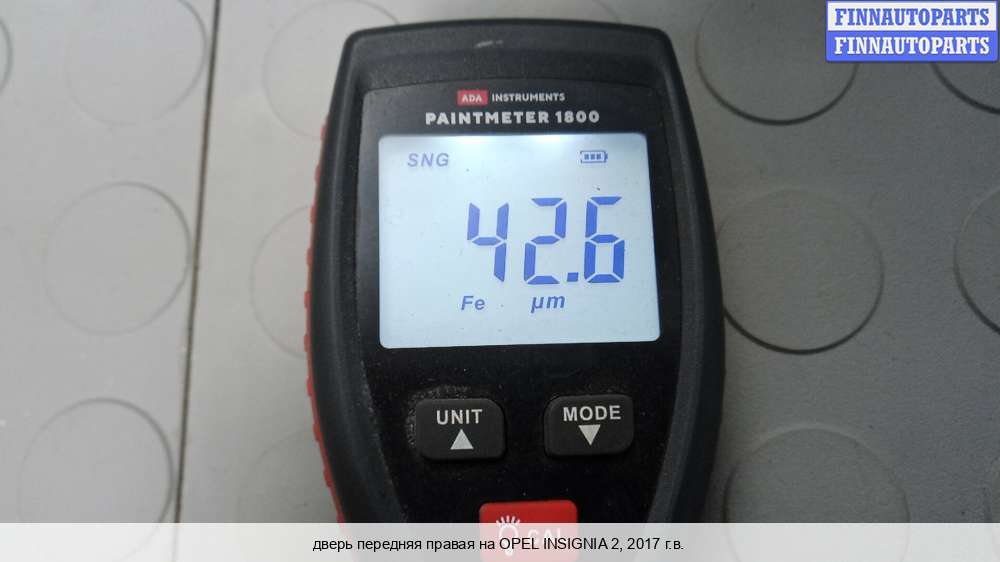 FINNAUTOPARTS
FINNAUTOPARTS
ADA INSTRUMENTS
PAINTMETER 1800
SNG
42.6
Fe μm
UNIT MODE
CAL
дверь передняя правая на OPEL INSIGNIA 2, 2017 г.в.